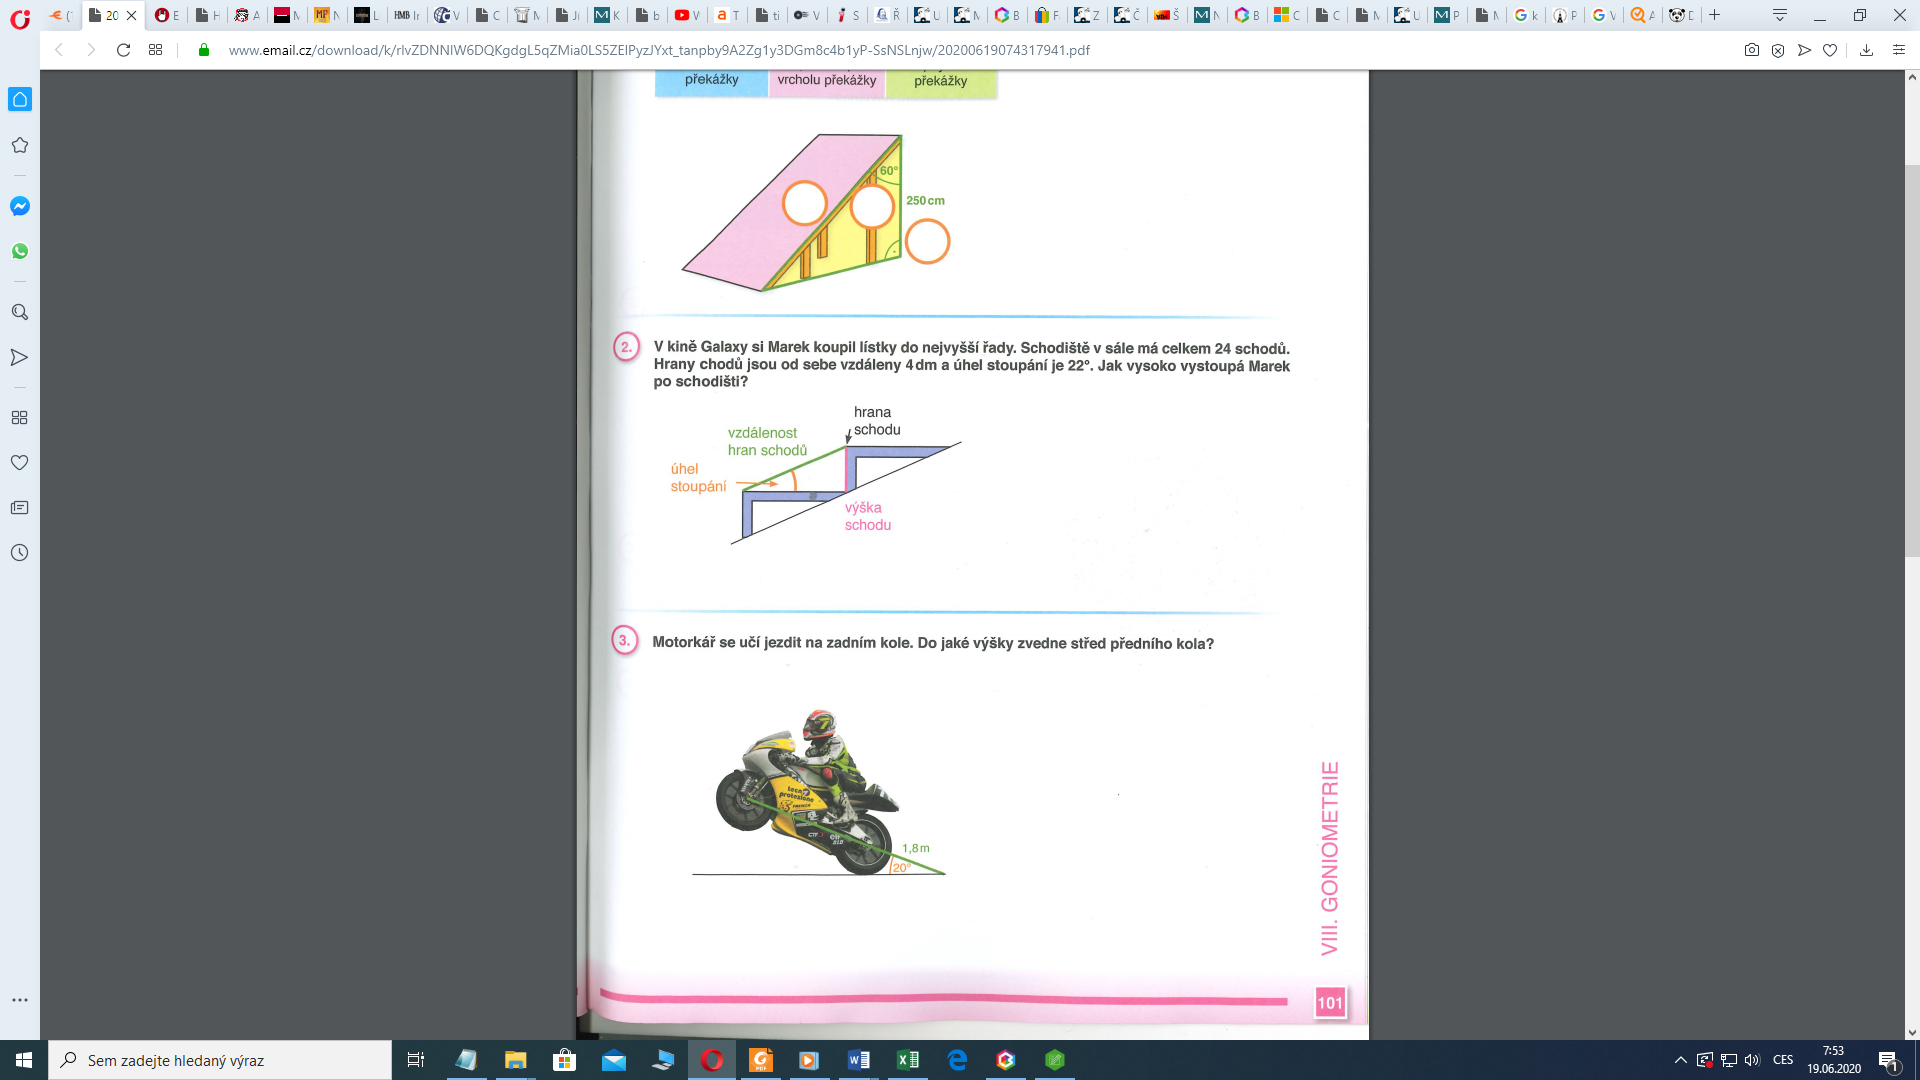 www.email.cz/download/k/rlvZDNNlW6DQKgdgL5qZMia0LS5ZElPyzJYxt_tanpby9A2Zg1y3DGm8c4b1yP-SsNSLnjw/20200619074317941.pdf
překážky
vrcholu překážky
překážky
60°
250 cm
2.
V kině Galaxy si Marek koupil lístky do nejvyšší řady. Schodiště v sále má celkem 24 schodů.
Hrany chodů jsou od sebe vzdáleny 4 dm a úhel stoupání je 22°. Jak vysoko vystoupá Marek
po schodišti?
hrana
schodu
vzdálenost
hran schodů
úhel
stoupání
výška
schodu
3.
Motorkář se učí jezdit na zadním kole. Do jaké výšky zvedne střed předního kola?
1,8 m
20°
VIII. GONIOMETRIE
101
Sem zadejte hledaný výraz
CES
7:53
19.06.2020